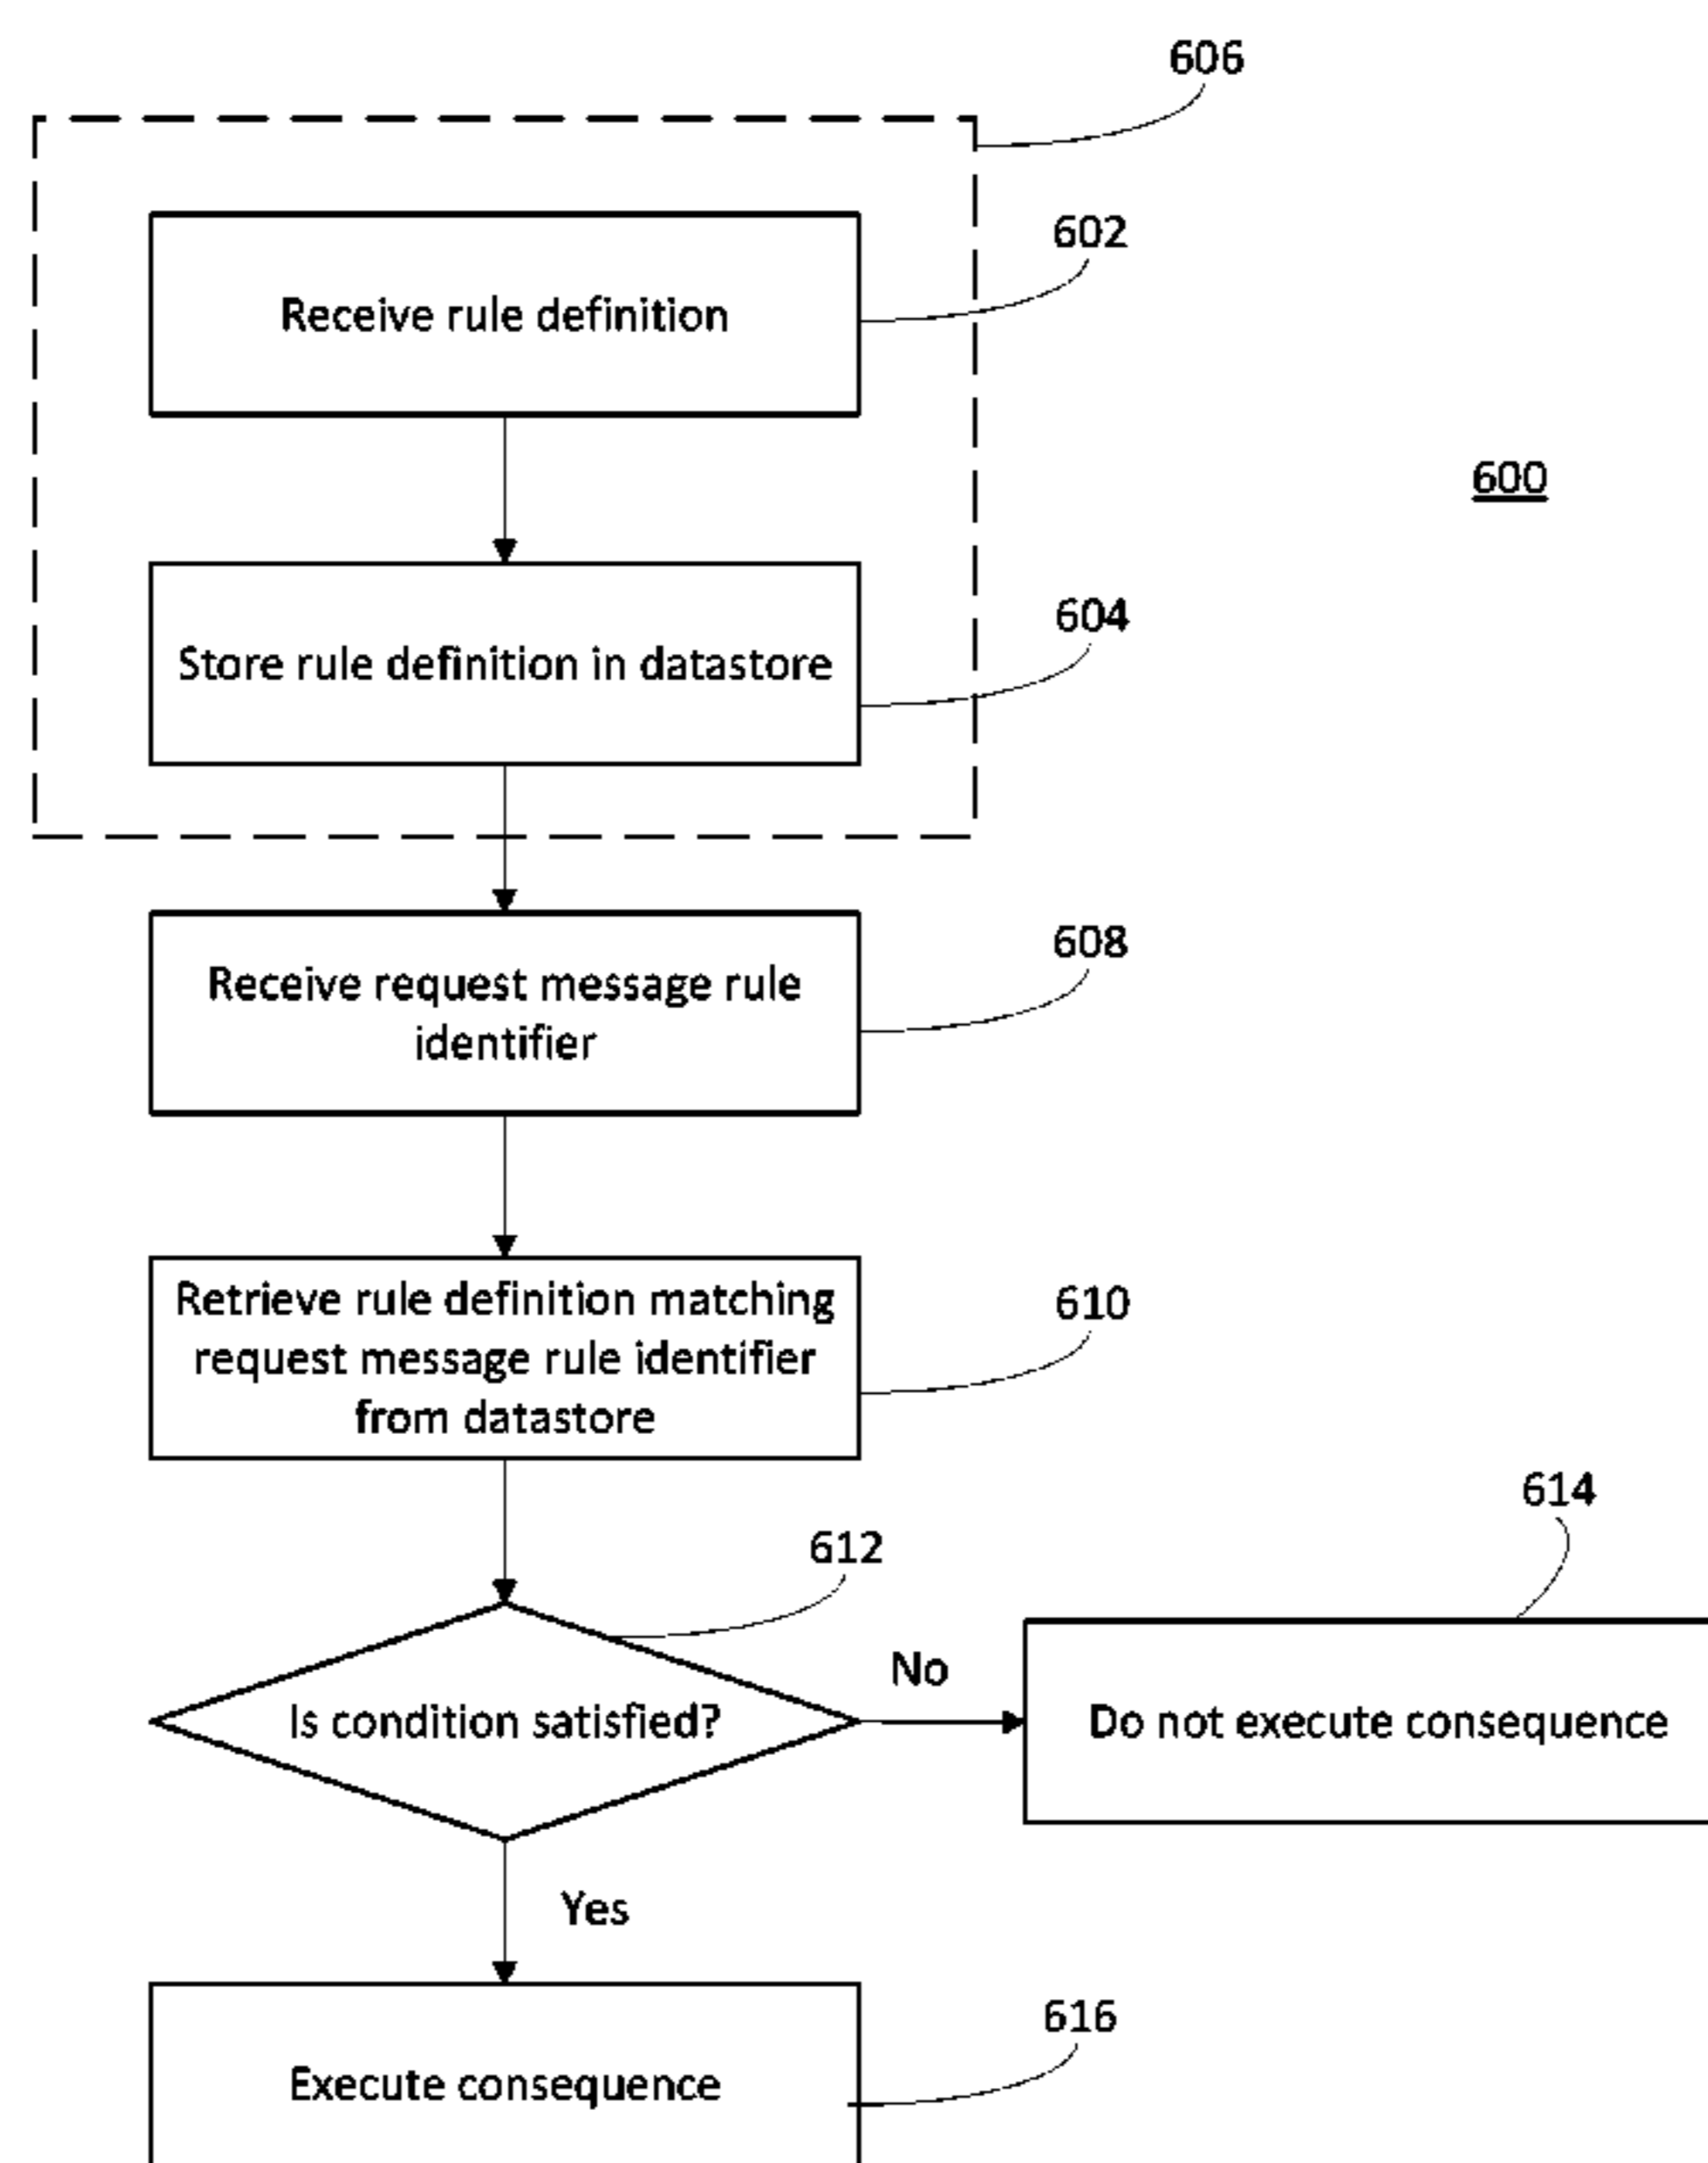 606
602
Receive rule definition
600
604
Store rule definition in datastore
608
Receive request message rule
identifier
610
Retrieve rule definition matching
request message rule identifier
from datastore
614
612
No
Is condition satisfied?
Do not execute consequence
Yes
616
Execute consequence